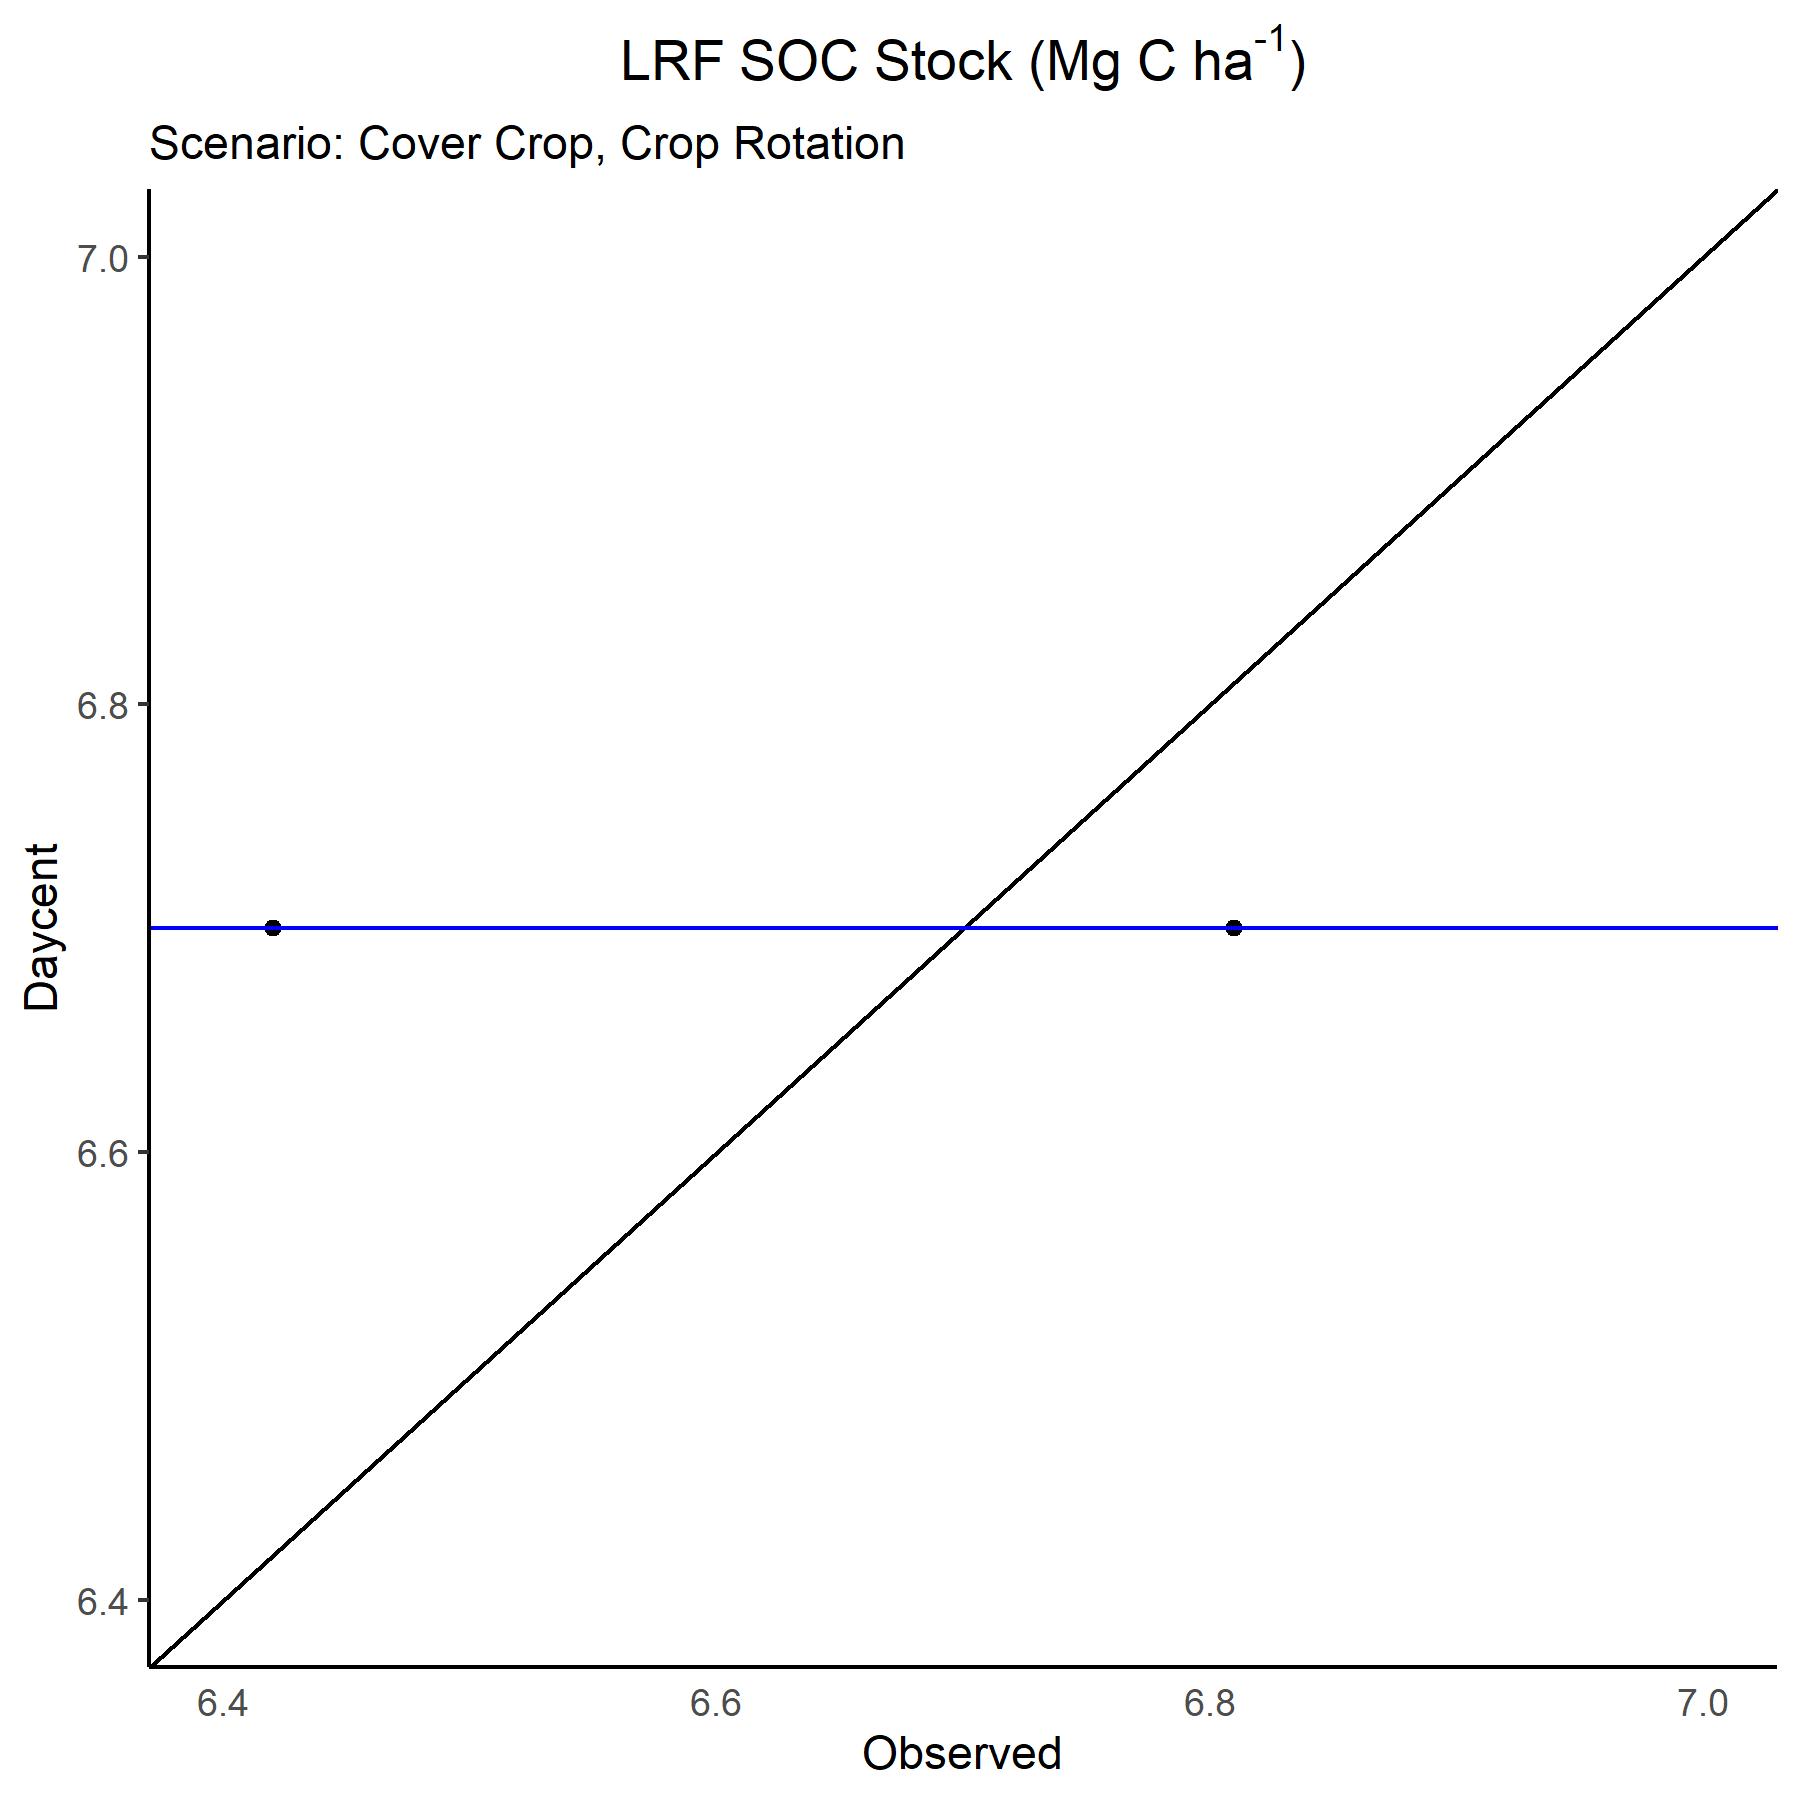 LRF SOC Stock (Mg C ha⁻¹)
Scenario: Cover Crop, Crop Rotation
7.0
6.8
6.6
6.4
Daycent
6.4 6.6 6.8 7.0
Observed